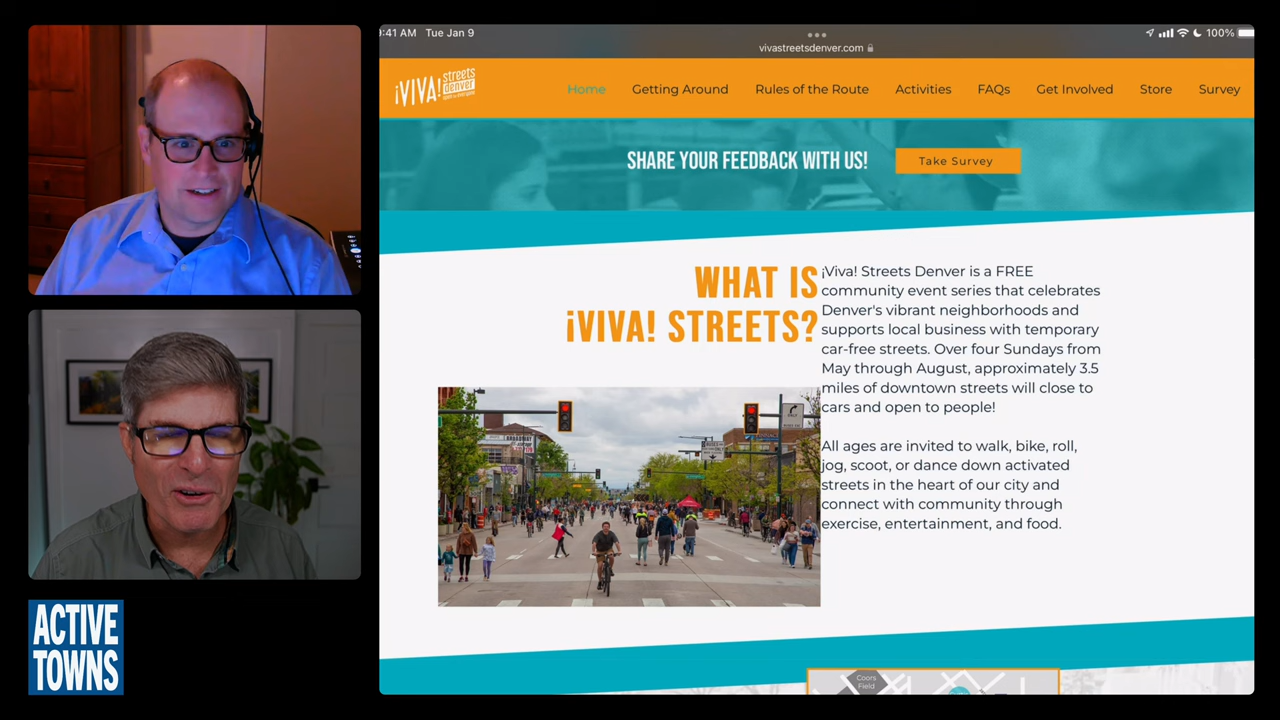 :41 AM Tue Jan 9
100%
vivastreetsdenver.com
¡VIVA! streets
denver
Home Getting Around Rules of the Route Activities FAQs Get Involved Store Survey
SHARE YOUR FEEDBACK WITH US!
Take Survey
WHAT IS
¡VIVA! STREETS?
¡Viva! Streets Denver is a FREE
community event series that celebrates
Denver's vibrant neighborhoods and
supports local business with temporary
car-free streets. Over four Sundays from
May through August, approximately 3.5
miles of downtown streets will close to
cars and open to people!
All ages are invited to walk, bike, roll,
jog, scoot, or dance down activated
streets in the heart of our city and
connect with community through
exercise, entertainment, and food.
BROADWAY
Coors
Field
ACTIVE
TOWNS